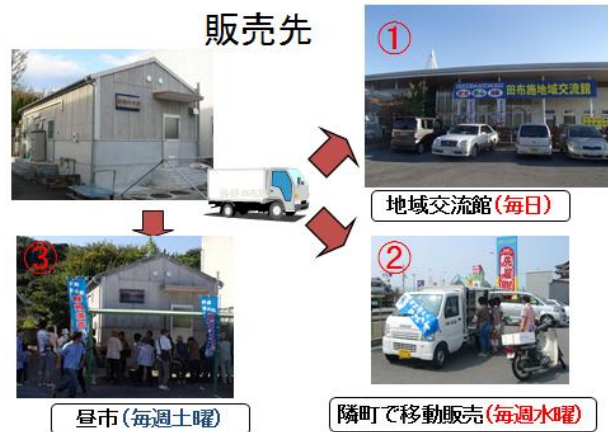 販売先
①
田布施地域交流館
地域交流館(毎日)
③
②
昼市(毎週土曜)
隣町で移動販売(毎週水曜)